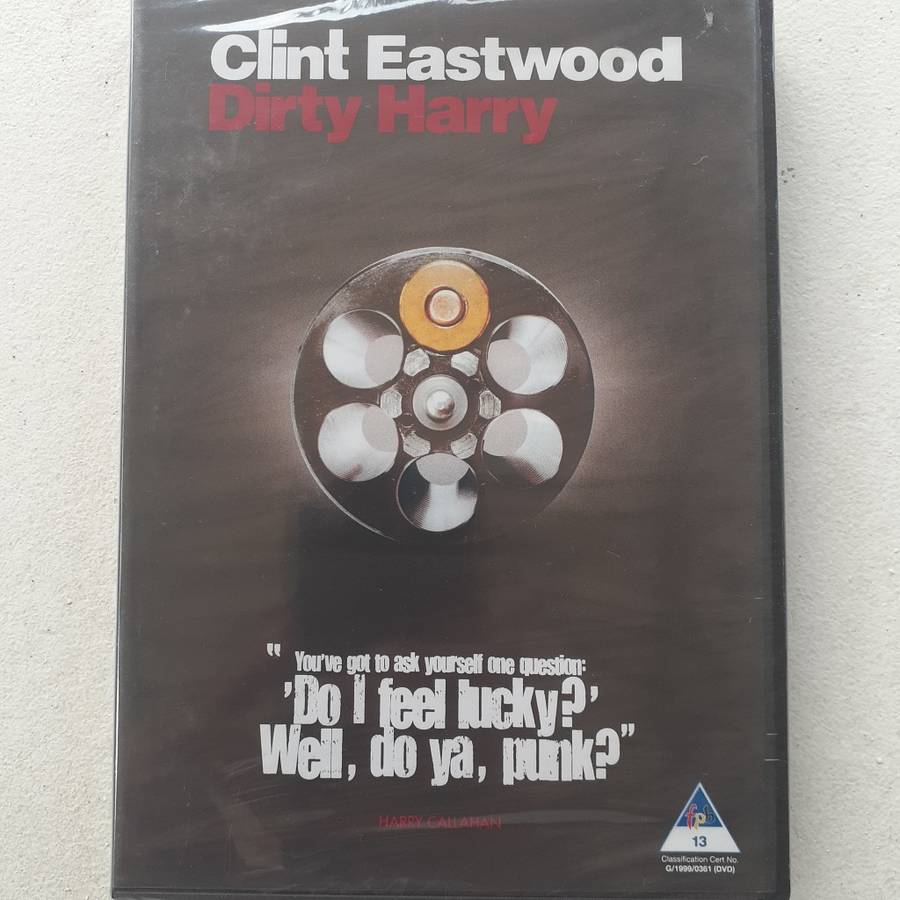 Clint Eastwood
Dirty Harry
“ You've got to ask yourself one question:
’Do I feel lucky?’
Well, do ya, punk?”
HARRY CALLAHAN
fpb
13
Classification Cert No.
G/1999/0361 (DVD)